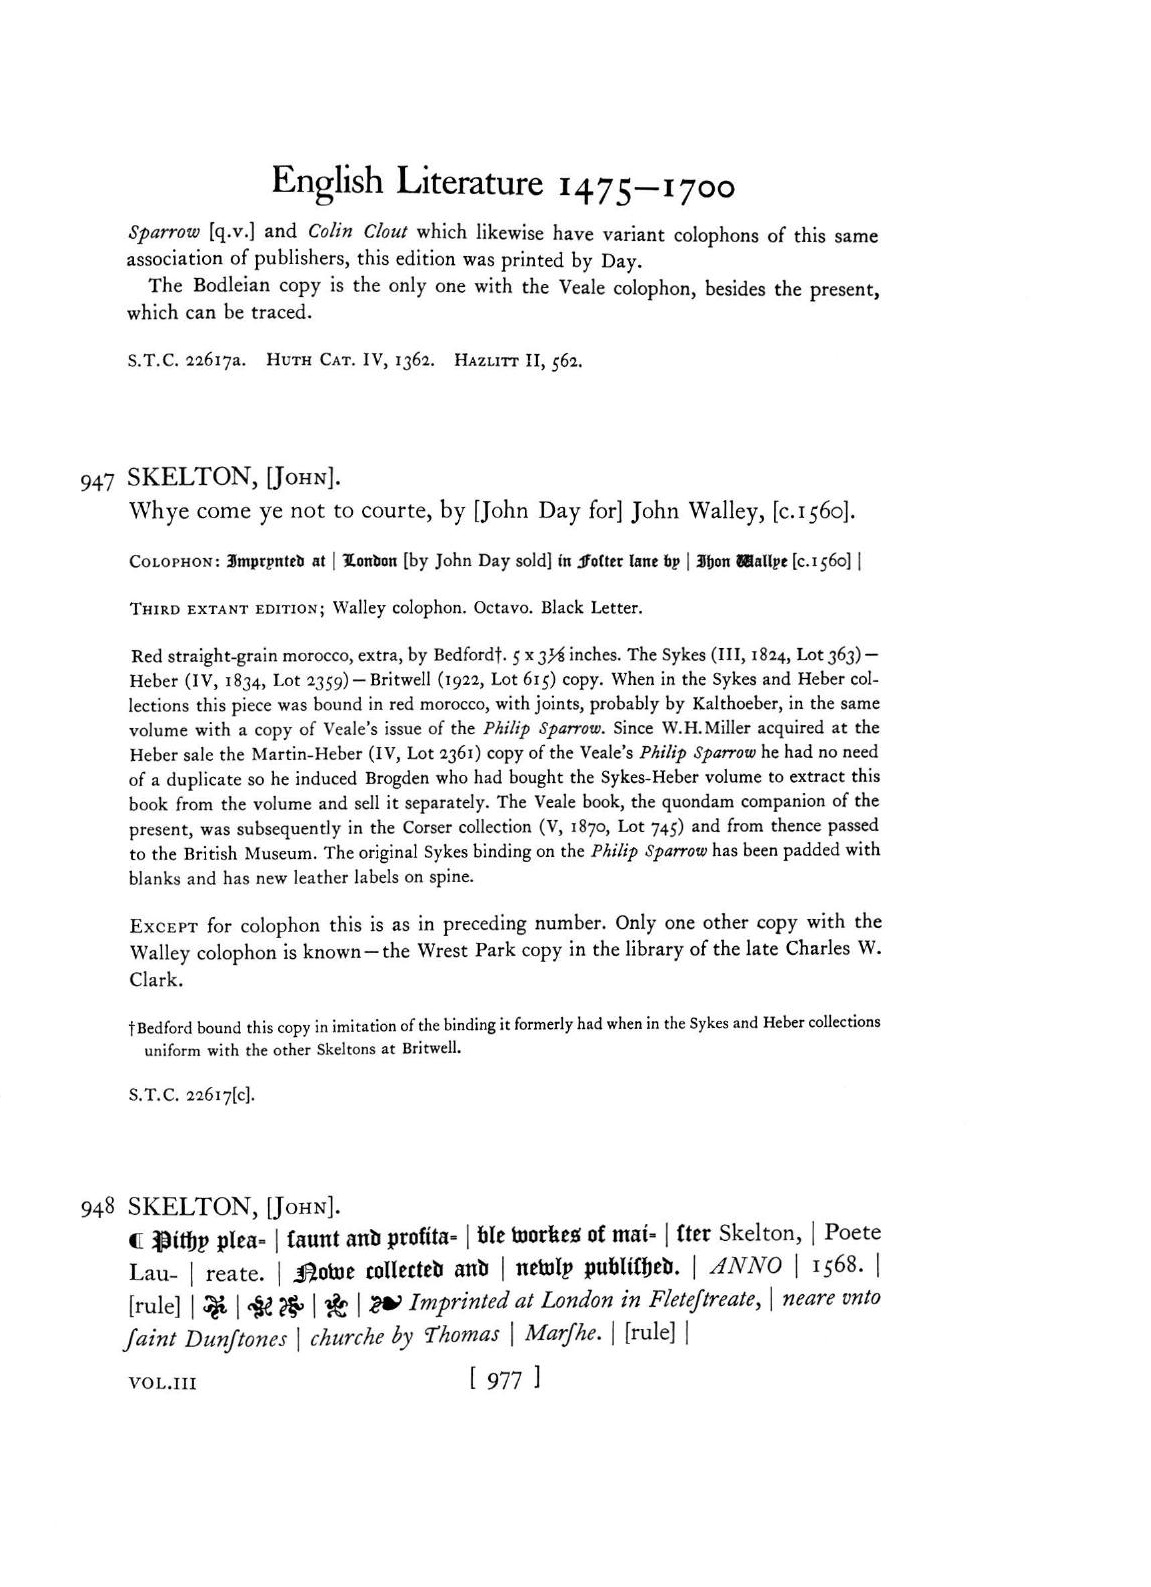 English Literature 1475—1700
Sparrow [q.v.] and Colin Clout which likewise have variant colophons of this same
association of publishers, this edition was printed by Day.
The Bodleian copy is the only one with the Veale colophon, besides the present,
which can be traced.
S.T.C. 22617a. HUTH CAT. IV, 1362. HAZLITT II, 562.
947 SKELTON, [JOHN].
Whye come ye not to courte, by [John Day for] John Walley, [c.1560].
COLOPHON: Imprynted at | London [by John Day sold] in Foſter lane by | Jhon Wallye [c.1560] |
THIRD EXTANT EDITION; Walley colophon. Octavo. Black Letter.
Red straight-grain morocco, extra, by Bedford†. 5 x 3⅛ inches. The Sykes (III, 1824, Lot 363)—
Heber (IV, 1834, Lot 2359)—Britwell (1922, Lot 615) copy. When in the Sykes and Heber col-
lections this piece was bound in red morocco, with joints, probably by Kalthoeber, in the same
volume with a copy of Veale's issue of the Philip Sparrow. Since W.H.Miller acquired at the
Heber sale the Martin-Heber (IV, Lot 2361) copy of the Veale's Philip Sparrow he had no need
of a duplicate so he induced Brogden who had bought the Sykes-Heber volume to extract this
book from the volume and sell it separately. The Veale book, the quondam companion of the
present, was subsequently in the Corser collection (V, 1870, Lot 745) and from thence passed
to the British Museum. The original Sykes binding on the Philip Sparrow has been padded with
blanks and has new leather labels on spine.
EXCEPT for colophon this is as in preceding number. Only one other copy with the
Walley colophon is known—the Wrest Park copy in the library of the late Charles W.
Clark.
†Bedford bound this copy in imitation of the binding it formerly had when in the Sykes and Heber collections
uniform with the other Skeltons at Britwell.
S.T.C. 22617[c].
948 SKELTON, [JOHN].
¶ Pithy plea= | ſaunt and profita= | ble workes of mai= | ſter Skelton, | Poete
Lau- | reate. | Nowe collected and | newly publiſhed. | ANNO | 1568. |
[rule] | | | | Imprinted at London in Fleteſtreate, | neare vnto
ſaint Dunſtones | churche by Thomas | Marſhe. | [rule] |
VOL.III [ 977 ]